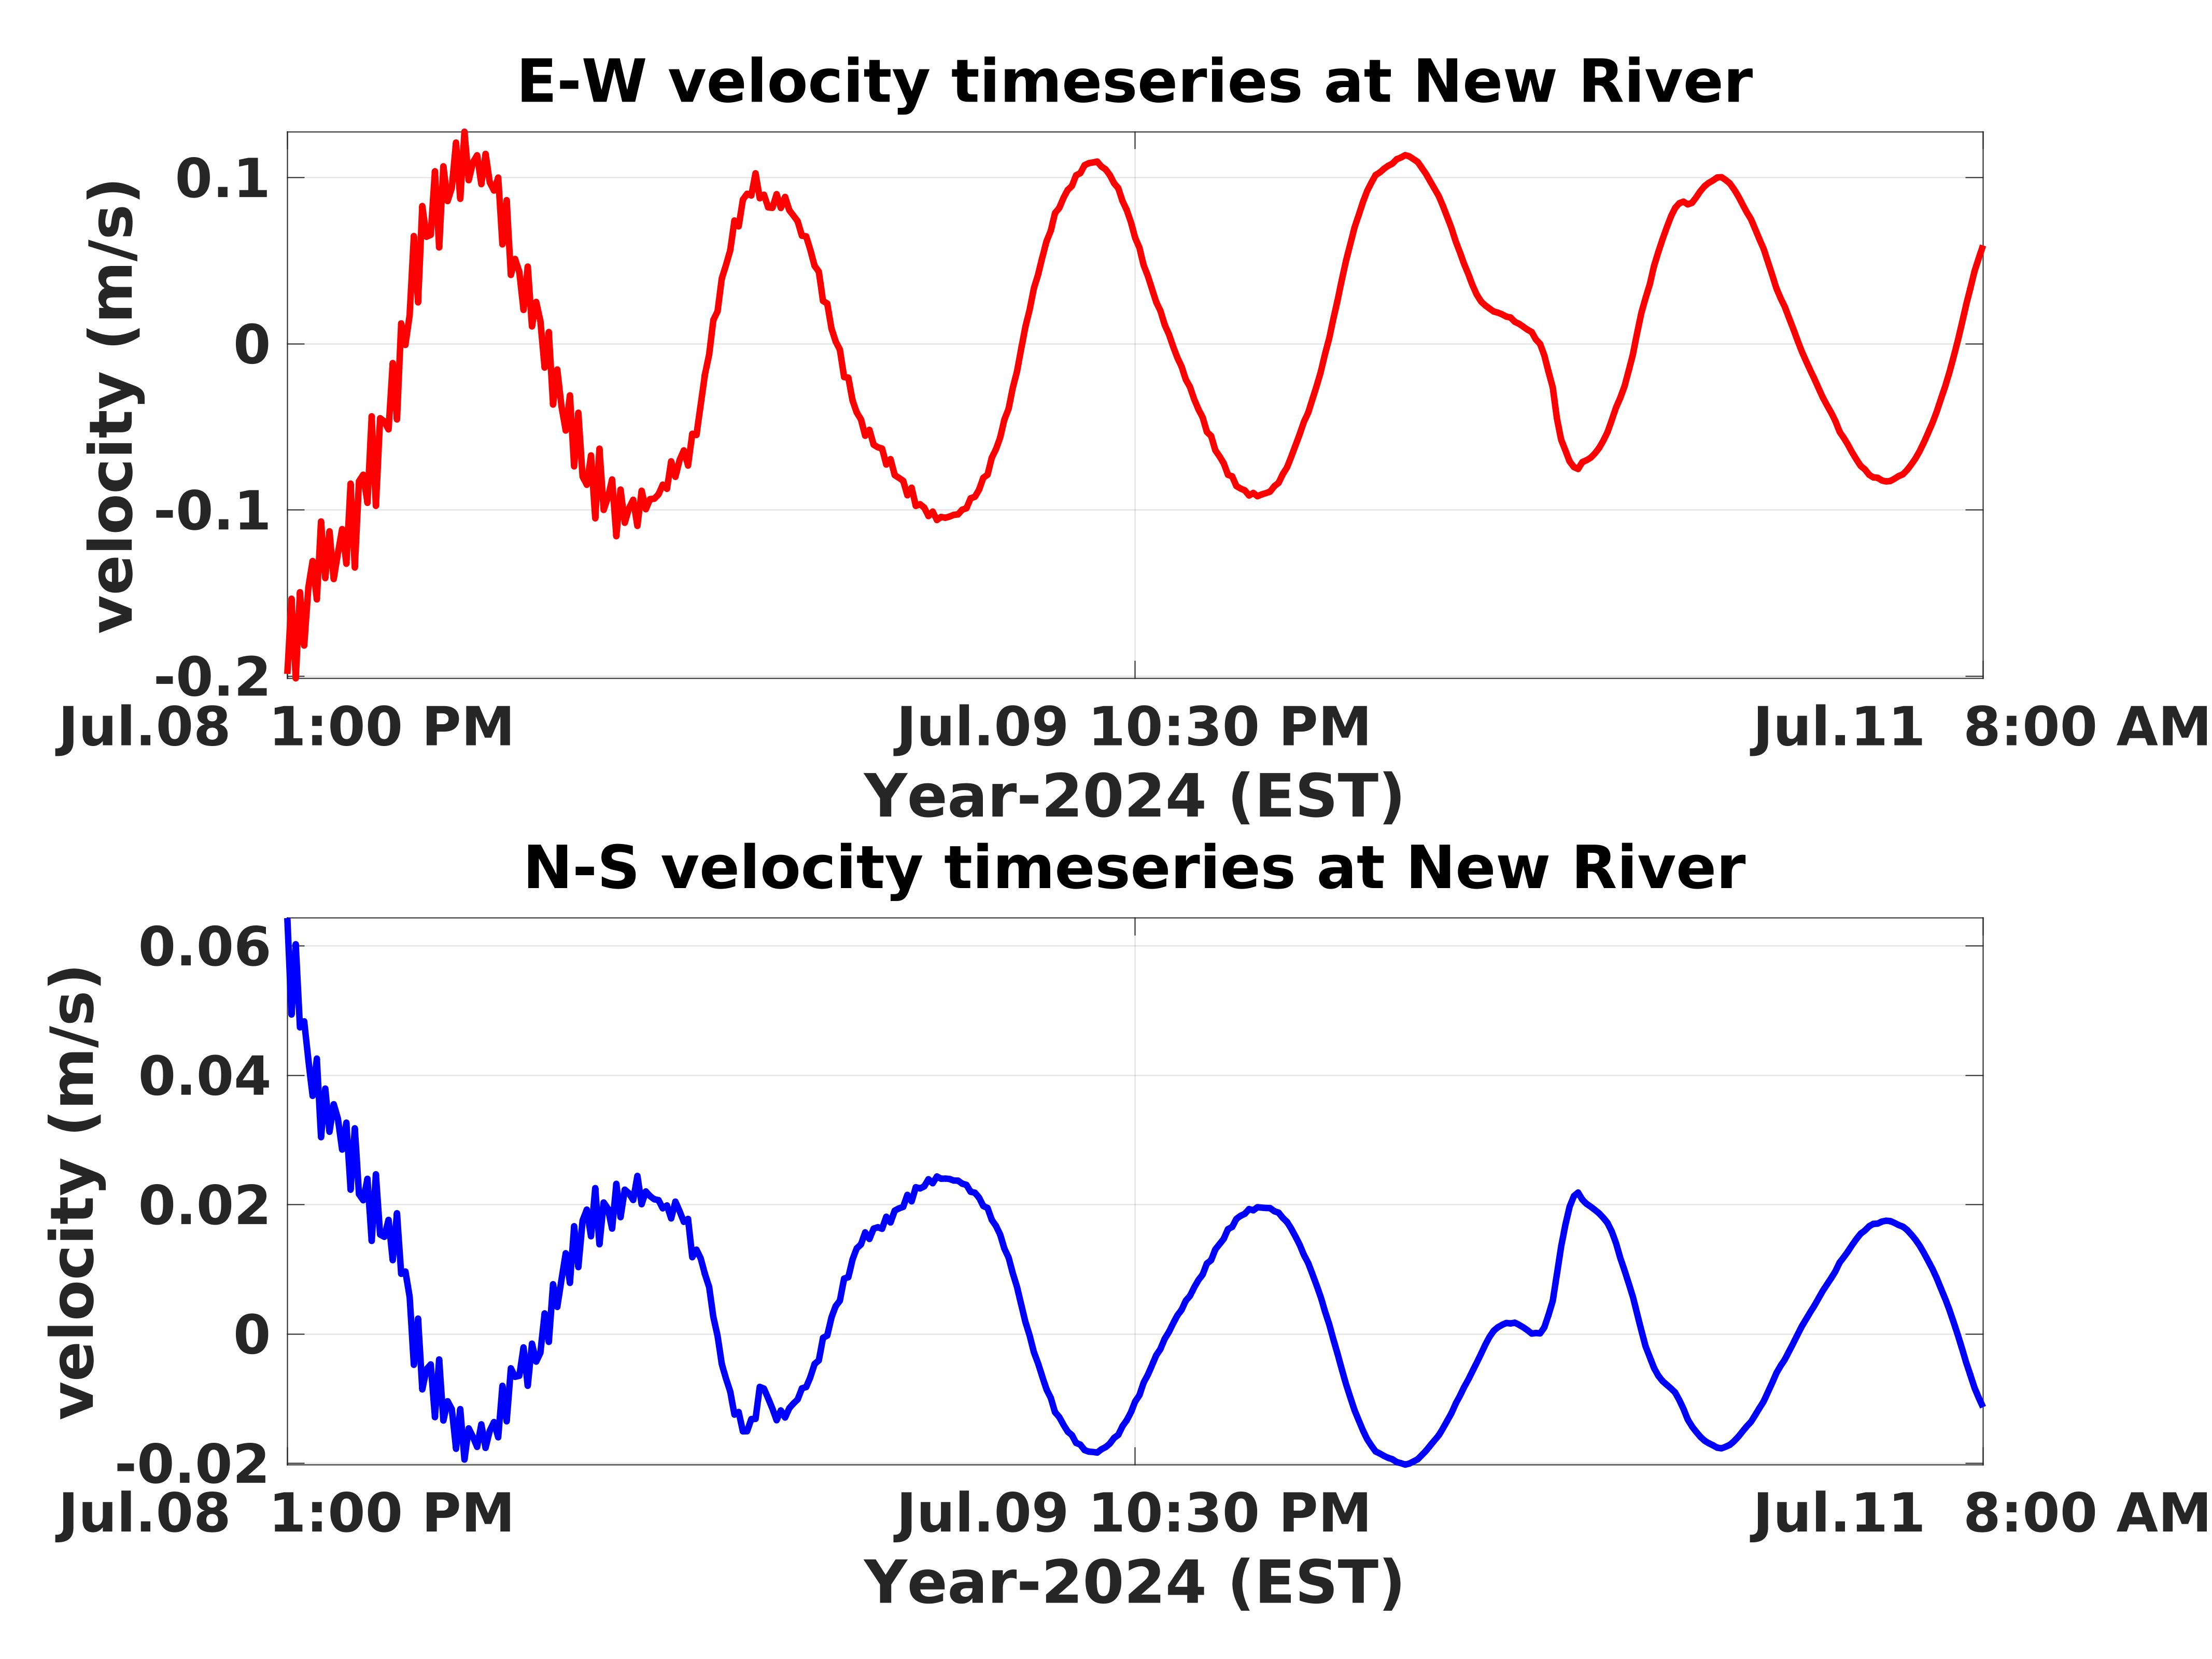 E-W velocity timeseries at New River
velocity (m/s)
0.1
0
-0.1
-0.2
Jul.08  1:00 PM
Jul.09 10:30 PM
Jul.11  8:00 AM
Year-2024 (EST)
N-S velocity timeseries at New River
velocity (m/s)
0.06
0.04
0.02
0
-0.02
Jul.08  1:00 PM
Jul.09 10:30 PM
Jul.11  8:00 AM
Year-2024 (EST)